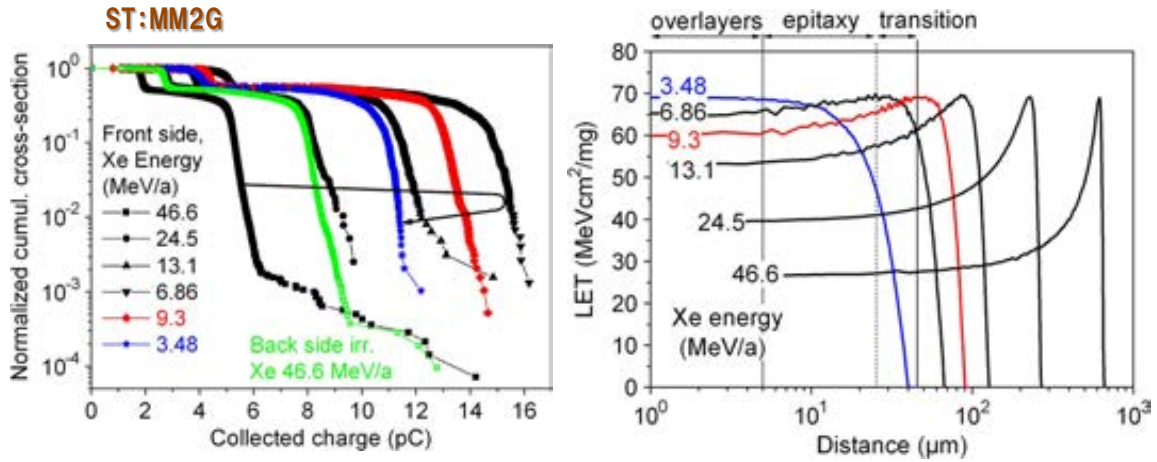 ST:MM2G
Normalized cumul. cross-section
10^0
10^-1
10^-2
10^-3
10^-4
Front side,
Xe Energy
(MeV/a)
46.6
24.5
13.1
6.86
9.3
3.48
Back side irr.
Xe 46.6 MeV/a
0 2 4 6 8 10 12 14 16
Collected charge (pC)
overlayers epitaxy transition
LET (MeVcm²/mg)
80
70
60
50
40
30
20
10
0
3.48
6.86
9.3
13.1
24.5
46.6
Xe energy
(MeV/a)
10^0 10^1 10^2 10^3
Distance (µm)